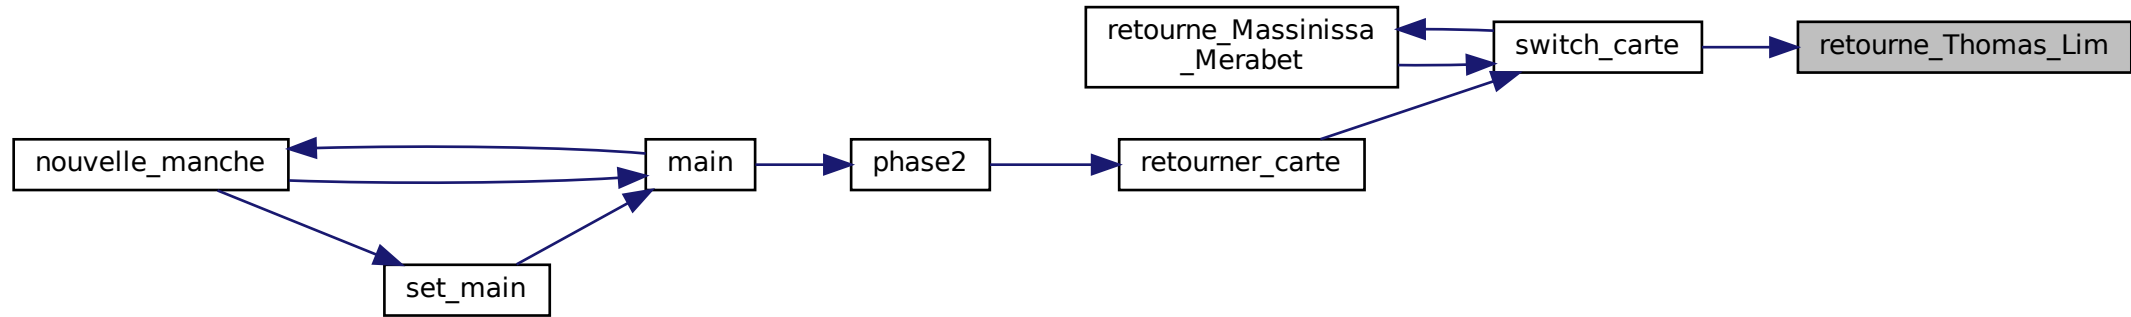 retourne_Massinissa
_Merabet
switch_carte
retourne_Thomas_Lim
nouvelle_manche
main
phase2
retourner_carte
set_main